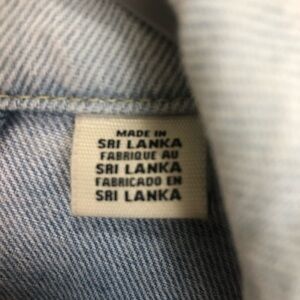 MADE IN
SRI LANKA
FABRIQUE AU
SRI LANKA
FABRICADO EN
SRI LANKA